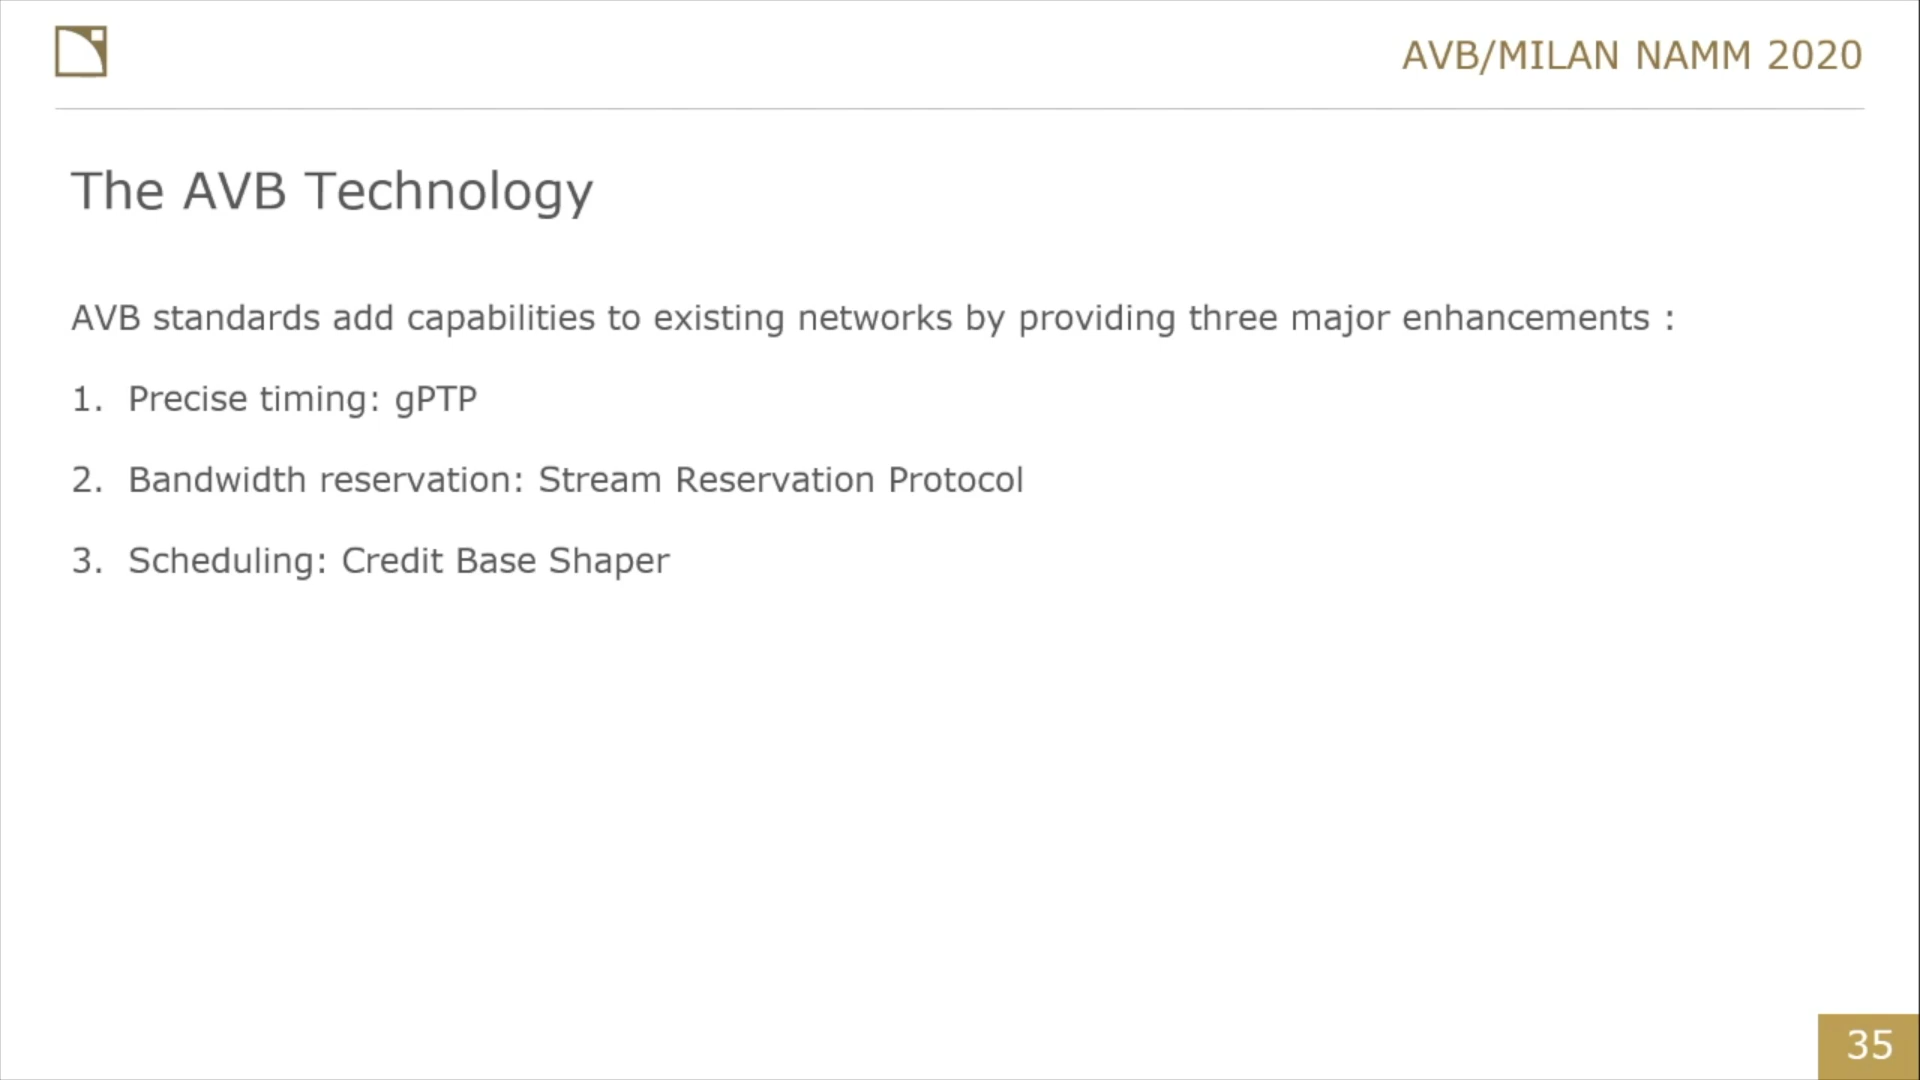 AVB/MILAN NAMM 2020
The AVB Technology
AVB standards add capabilities to existing networks by providing three major enhancements :
1. Precise timing: gPTP
2. Bandwidth reservation: Stream Reservation Protocol
3. Scheduling: Credit Base Shaper
35